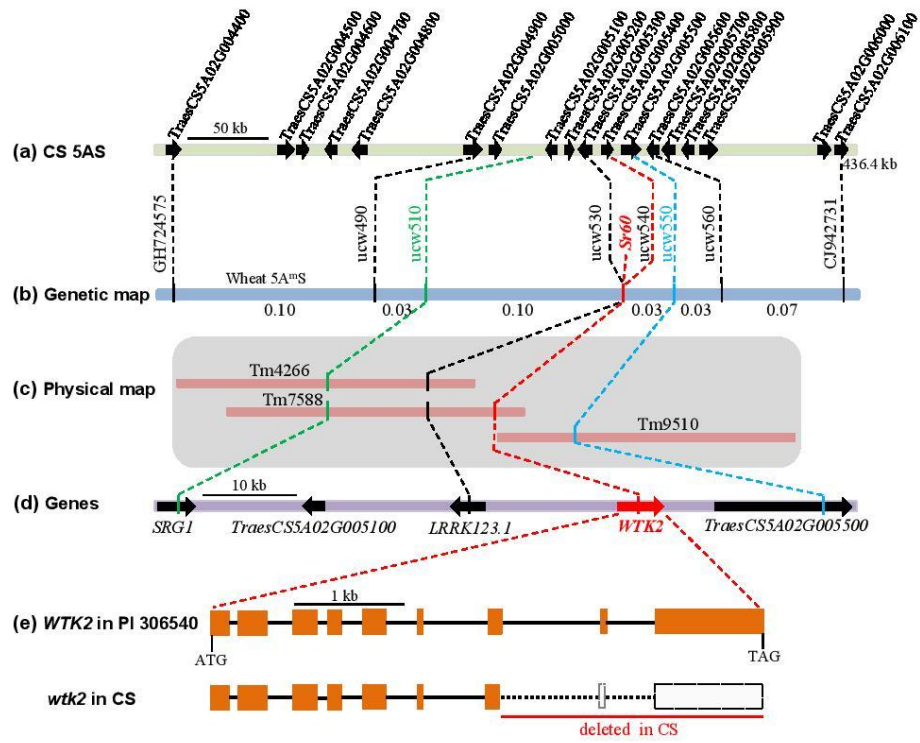 TraesCS5A02G004400
TraesCS5A02G004500
TraesCS5A02G004600
TraesCS5A02G004700
TraesCS5A02G004800
TraesCS5A02G004900
TraesCS5A02G005000
TraesCS5A02G005100
TraesCS5A02G005200
TraesCS5A02G005300
TraesCS5A02G005400
TraesCS5A02G005500
TraesCS5A02G005600
TraesCS5A02G005700
TraesCS5A02G005800
TraesCS5A02G005900
TraesCS5A02G006000
TraesCS5A02G006100
50 kb
(a) CS 5AS
436.4 kb
GH724575
ucw490
ucw510
ucw530
Sr60
ucw540
ucw550
ucw560
CJ942731
Wheat 5AᵐS
(b) Genetic map
0.10
0.03
0.10
0.03
0.03
0.07
Tm4266
(c) Physical map
Tm7588
Tm9510
10 kb
(d) Genes
SRG1
TraesCS5A02G005100
LRRK123.1
WTK2
TraesCS5A02G005500
1 kb
(e) WTK2 in PI 306540
ATG
TAG
wtk2 in CS
deleted in CS